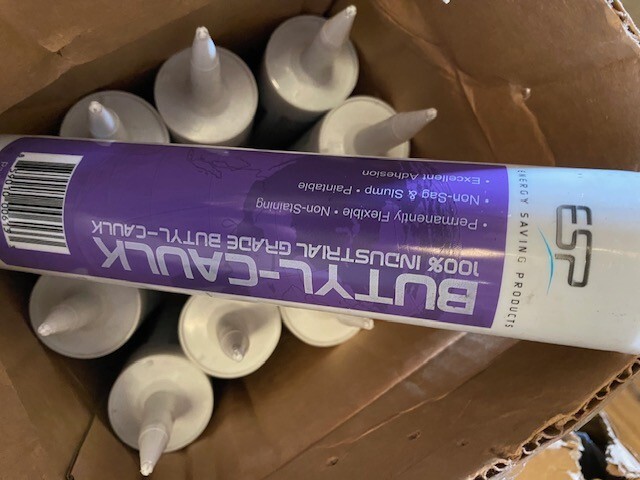 ESP
ENERGY SAVING PRODUCTS
BUTYL-CAULK
100% INDUSTRIAL GRADE BUTYL-CAULK
• Permanently Flexible • Non-Staining
• Non-Sag & Slump • Paintable
• Excellent Adhesion